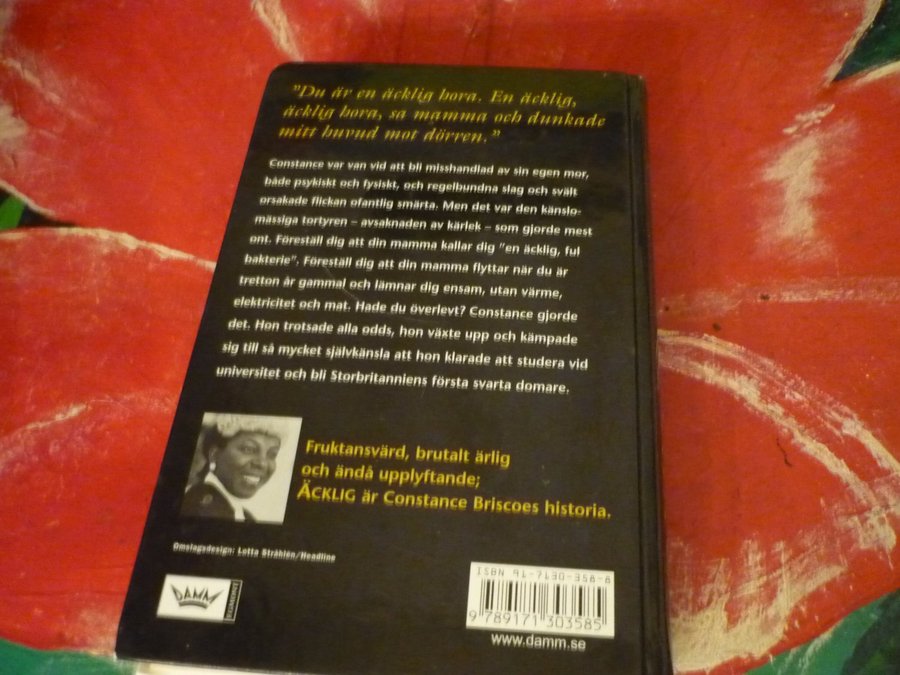 ”Du är en äcklig hora. En äcklig,
äcklig hora, sa mamma och dunkade
mitt huvud mot dörren.”
Constance var van vid att bli misshandlad av sin egen mor,
både psykiskt och fysiskt, och regelbundna slag och svält
orsakade flickan ofantlig smärta. Men det var den känslo-
mässiga tortyren – avsaknaden av kärlek – som gjorde mest
ont. Föreställ dig att din mamma kallar dig ”en äcklig, ful
bakterie”. Föreställ dig att din mamma flyttar när du är
tretton år gammal och lämnar dig ensam, utan värme,
elektricitet och mat. Hade du överlevt? Constance gjorde
det. Hon trotsade alla odds, hon växte upp och kämpade
sig till så mycket självkänsla att hon klarade att studera vid
universitet och bli Storbritanniens första svarta domare.
Fruktansvärd, brutalt ärlig
och ändå upplyftande;
ÄCKLIG är Constance Briscoes historia.
Omslagsdesign: Lotta Stråhlén/Headline
DAMM
ISBN 91-7130-358-8
9 789171 303585
www.damm.se